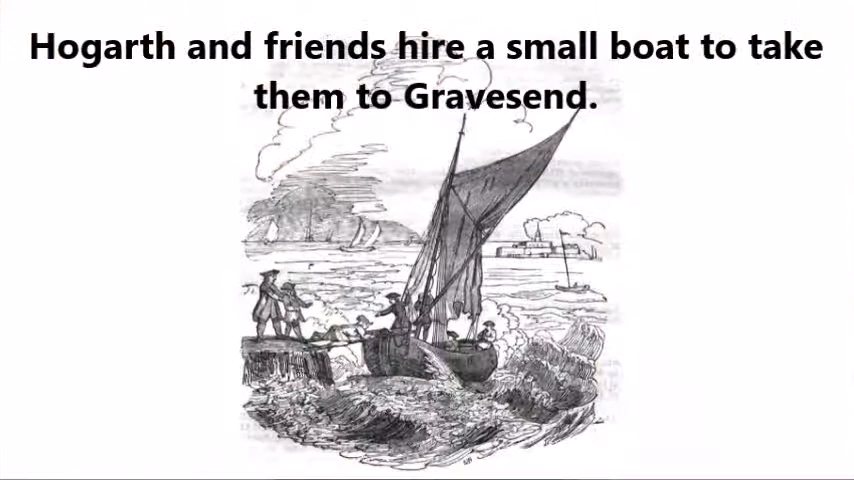 Hogarth and friends hire a small boat to take
them to Gravesend.